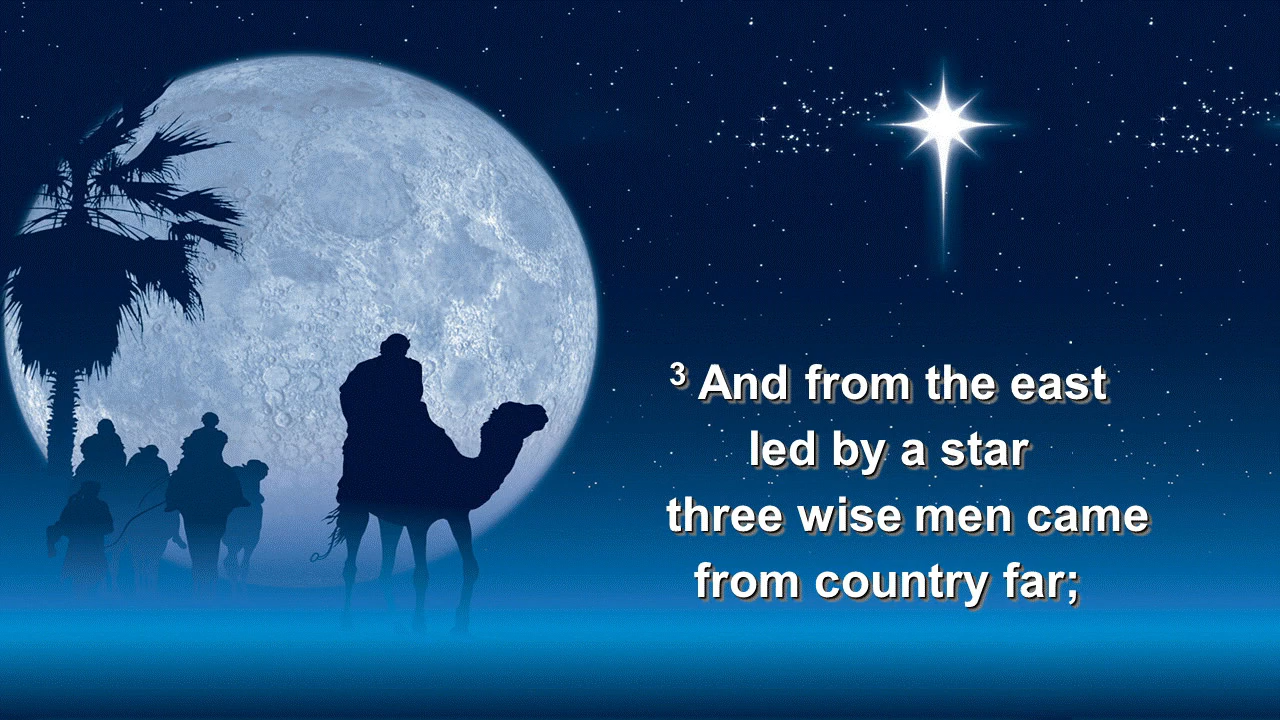 3 And from the east
led by a star
three wise men came
from country far;